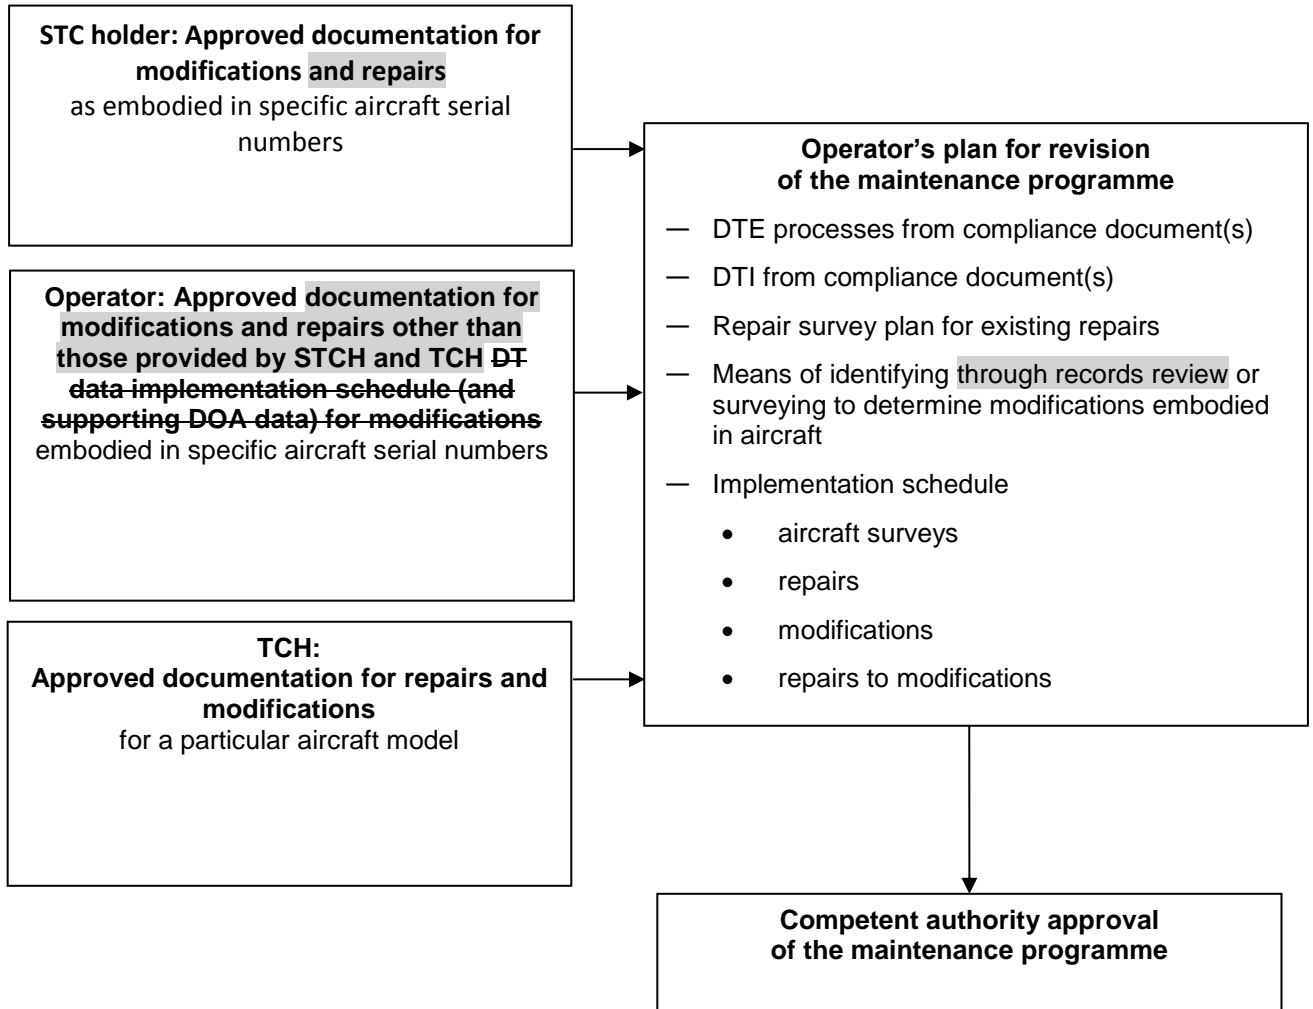 STC holder: Approved documentation for
modifications and repairs
as embodied in specific aircraft serial
numbers
Operator: Approved documentation for
modifications and repairs other than
those provided by STCH and TCH DT
data implementation schedule (and
supporting DOA data) for modifications
embodied in specific aircraft serial numbers
TCH:
Approved documentation for repairs and
modifications
for a particular aircraft model
Operator’s plan for revision
of the maintenance programme
— DTE processes from compliance document(s)
— DTI from compliance document(s)
— Repair survey plan for existing repairs
— Means of identifying through records review or
surveying to determine modifications embodied
in aircraft
— Implementation schedule
• aircraft surveys
• repairs
• modifications
• repairs to modifications
Competent authority approval
of the maintenance programme